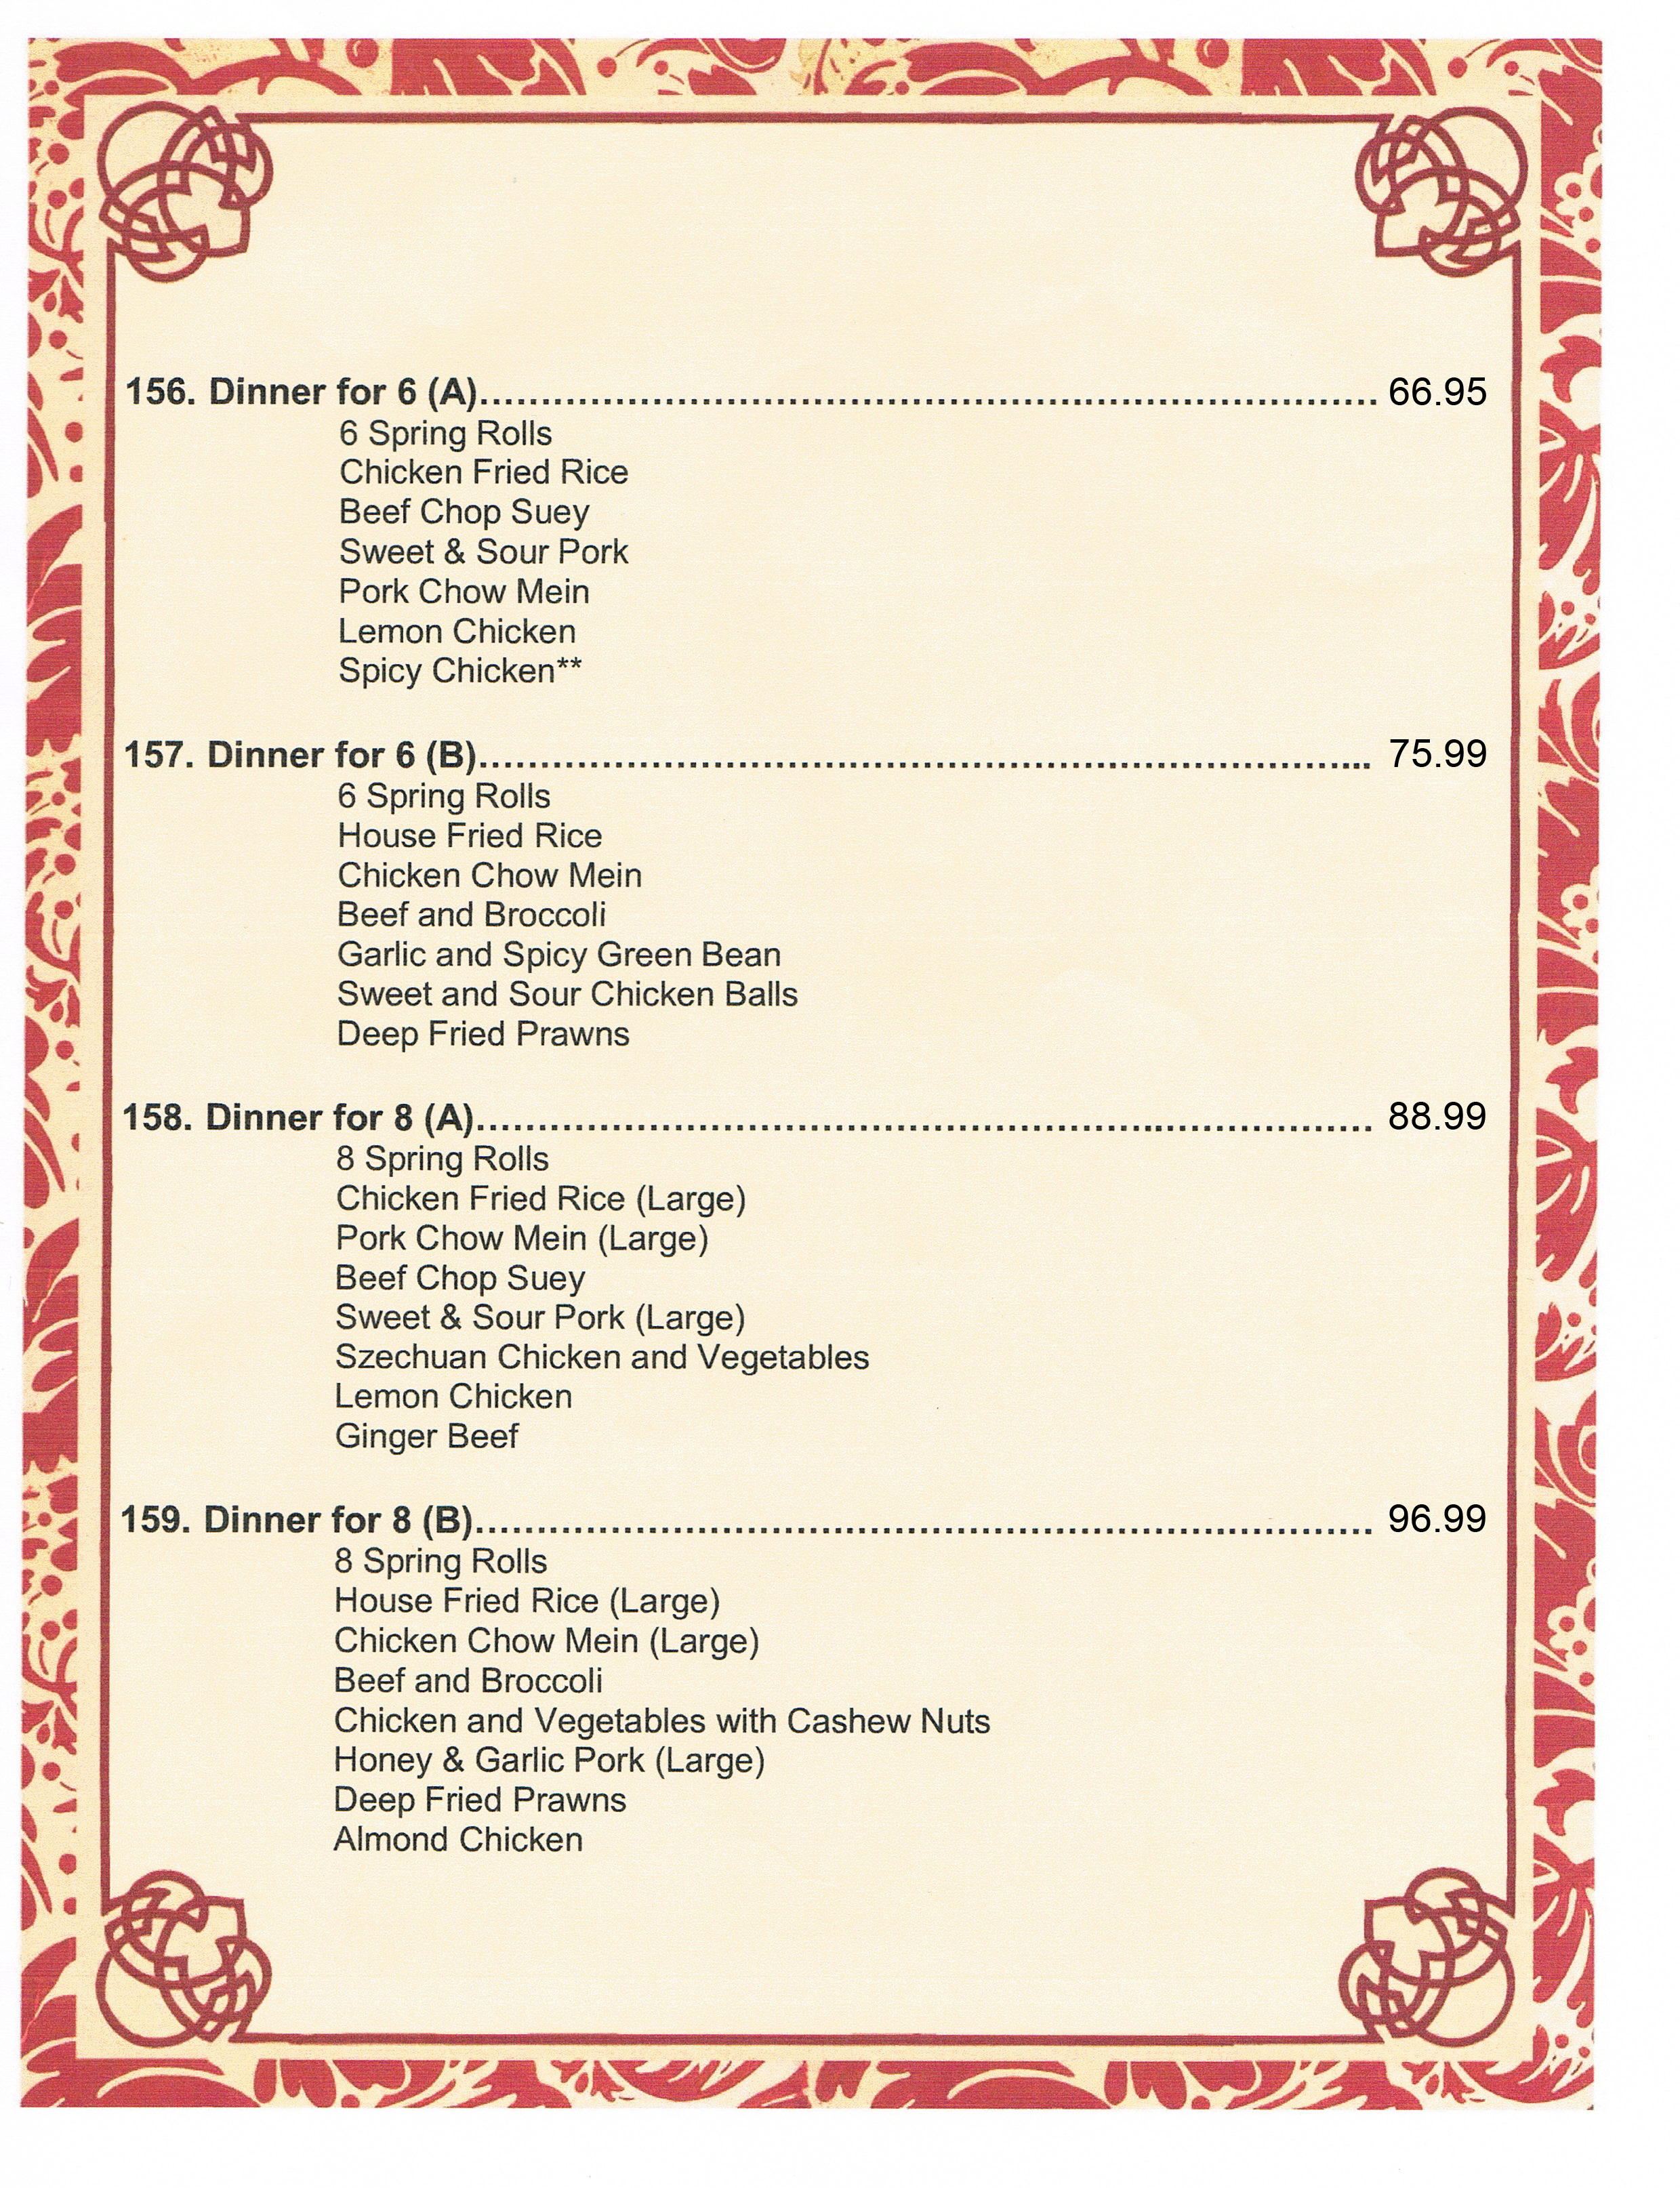 156. Dinner for 6 (A)........................................................................ 66.95
6 Spring Rolls
Chicken Fried Rice
Beef Chop Suey
Sweet & Sour Pork
Pork Chow Mein
Lemon Chicken
Spicy Chicken**
157. Dinner for 6 (B)........................................................................ 75.99
6 Spring Rolls
House Fried Rice
Chicken Chow Mein
Beef and Broccoli
Garlic and Spicy Green Bean
Sweet and Sour Chicken Balls
Deep Fried Prawns
158. Dinner for 8 (A)........................................................................ 88.99
8 Spring Rolls
Chicken Fried Rice (Large)
Pork Chow Mein (Large)
Beef Chop Suey
Sweet & Sour Pork (Large)
Szechuan Chicken and Vegetables
Lemon Chicken
Ginger Beef
159. Dinner for 8 (B)........................................................................ 96.99
8 Spring Rolls
House Fried Rice (Large)
Chicken Chow Mein (Large)
Beef and Broccoli
Chicken and Vegetables with Cashew Nuts
Honey & Garlic Pork (Large)
Deep Fried Prawns
Almond Chicken